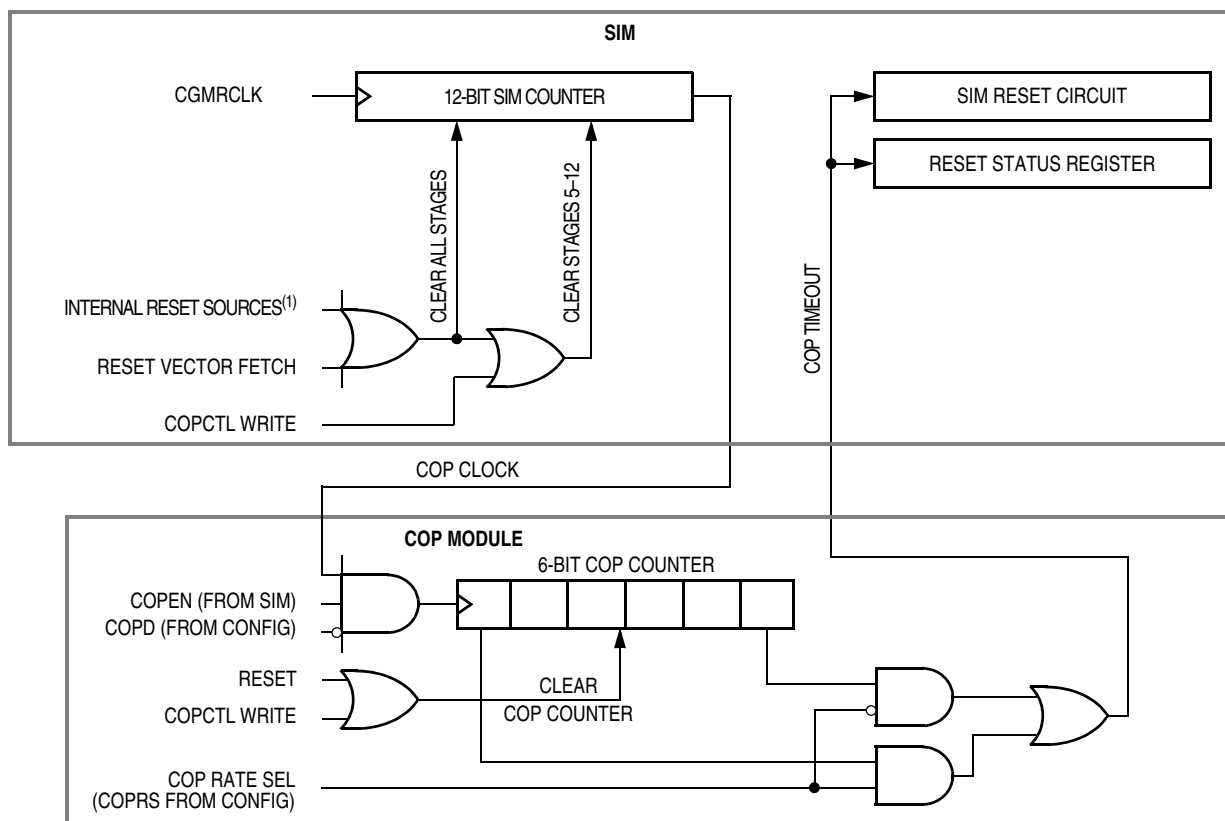 SIM
CGMRCLK
12-BIT SIM COUNTER
SIM RESET CIRCUIT
RESET STATUS REGISTER
CLEAR ALL STAGES
CLEAR STAGES 5–12
COP TIMEOUT
INTERNAL RESET SOURCES(1)
RESET VECTOR FETCH
COPCTL WRITE
COP CLOCK
COP MODULE
6-BIT COP COUNTER
COPEN (FROM SIM)
COPD (FROM CONFIG)
RESET
COPCTL WRITE
CLEAR
COP COUNTER
COP RATE SEL
(COPRS FROM CONFIG)